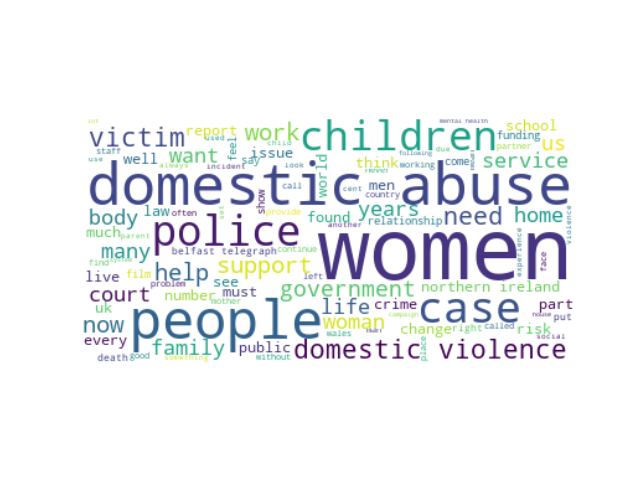 int mental health
victim report work children school
feel child used funding us
staff well want say issue world think partner due service
use always incident look school working come
domestic abuse
call cent men country
body law often show provide found years relationship need home
much parent set another
many police women violence
belfast telegraph continue experience face
find help support left
live film problem see government northern ireland
court number must mother life crime part
uk people woman campaign case house put
now change right called risk
every public wales social
family domestic violence
death good something without place